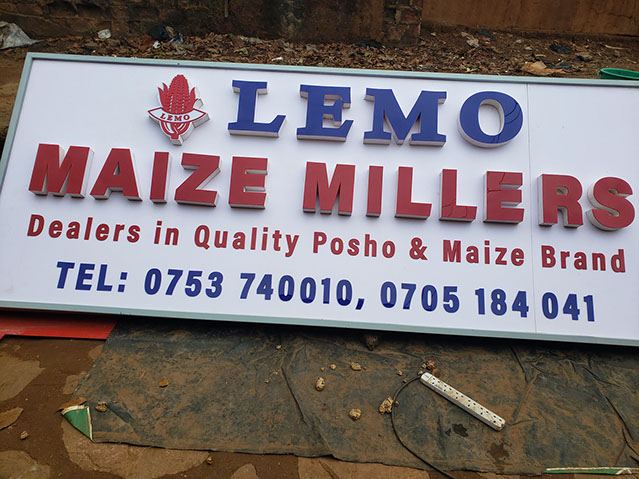 LEMO
LEMO
MAIZE MILLERS
Dealers in Quality Posho & Maize Brand
TEL: 0753 740010, 0705 184 041